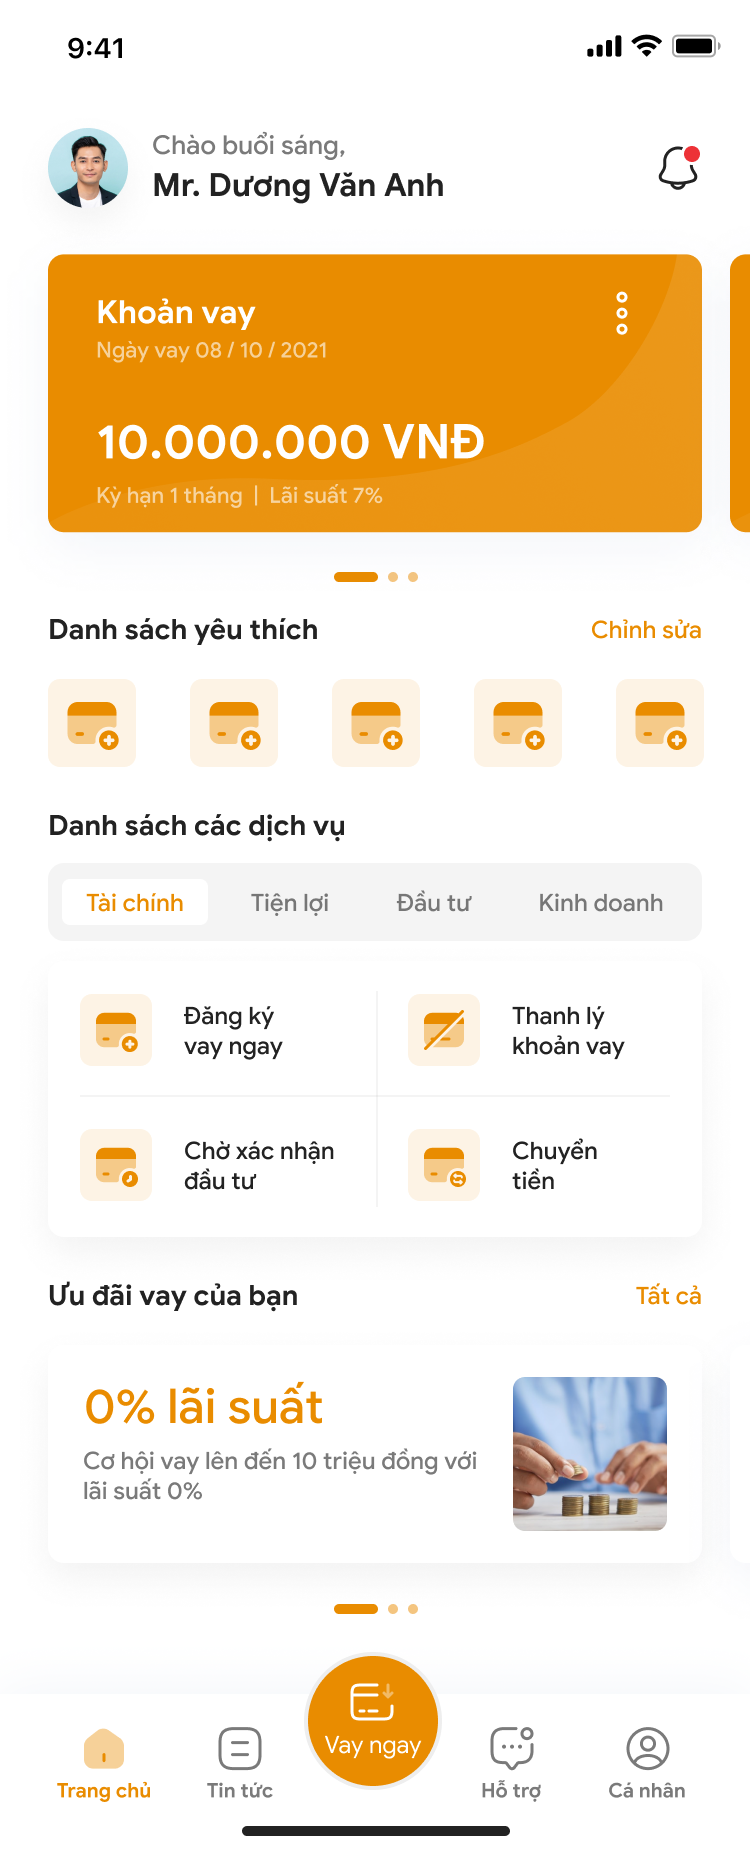 9:41
Chào buổi sáng,
Mr. Dương Văn Anh
Khoản vay
Ngày vay 08 / 10 / 2021
10.000.000 VNĐ
Kỳ hạn 1 tháng | Lãi suất 7%
Danh sách yêu thích
Chỉnh sửa
Danh sách các dịch vụ
Tài chính
Tiện lợi
Đầu tư
Kinh doanh
Đăng ký
vay ngay
Thanh lý
khoản vay
Chờ xác nhận
đầu tư
Chuyển
tiền
Ưu đãi vay của bạn
Tất cả
0% lãi suất
Cơ hội vay lên đến 10 triệu đồng với
lãi suất 0%
Vay ngay
Trang chủ
Tin tức
Hỗ trợ
Cá nhân